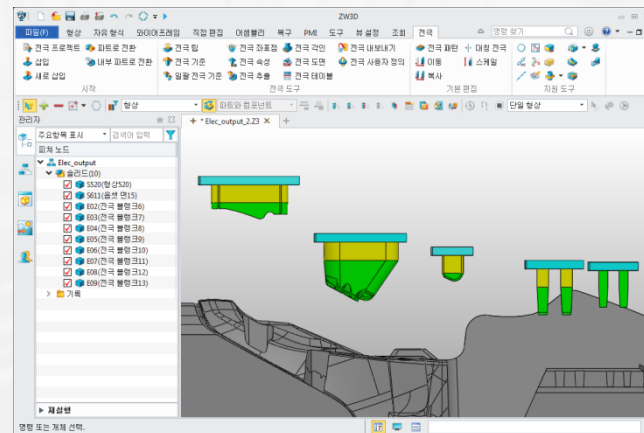 ZW3D
파일(F) 형상 자유 형식 와이어프레임 직접 편집 어셈블리 복구 PMI 도구 뷰 설정 조회 전극 명령 찾기
전극 프로젝트 파트로 전환 전극 팁 전극 좌표점 전극 각인 전극 내보내기 전극 패턴 대칭 전극
삽입 내부 파트로 전환 전극 기준 전극 속성 전극 도면 전극 사용자 정의 이동 스케일
새로 삽입 일괄 전극 기준 전극 추출 전극 테이블 복사
시작 전극 도구 기본 편집 지원 도구
형상 파트와 컴포넌트 단일 형상
관리자 * Elec_output_2.Z3
주요항목 표시 검색어 입력
피쳐 노드
Elec_output
솔리드(10)
S520(형상520)
S611(옵셋 면15)
E02(전극 블랭크6)
E03(전극 블랭크7)
E04(전극 블랭크8)
E05(전극 블랭크9)
E06(전극 블랭크10)
E07(전극 블랭크11)
E08(전극 블랭크12)
E09(전극 블랭크13)
기록
재실행
명령 또는 개체 선택.